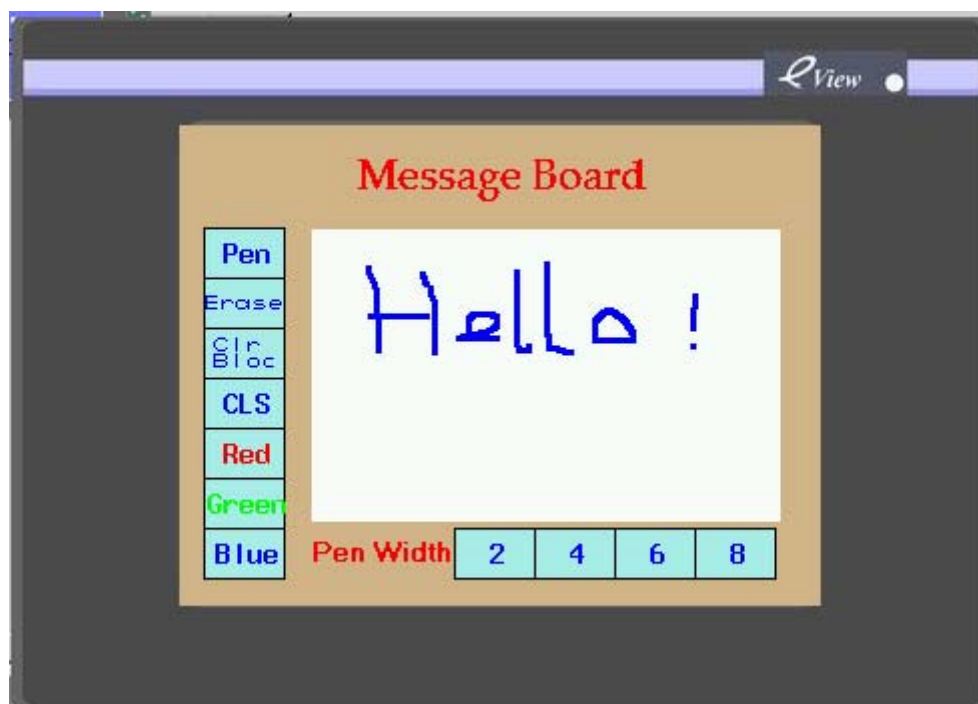 eView
Message Board
Pen
Erase
Clr
Bloc
CLS
Red
Green
Blue
Hello!
Pen Width 2 4 6 8